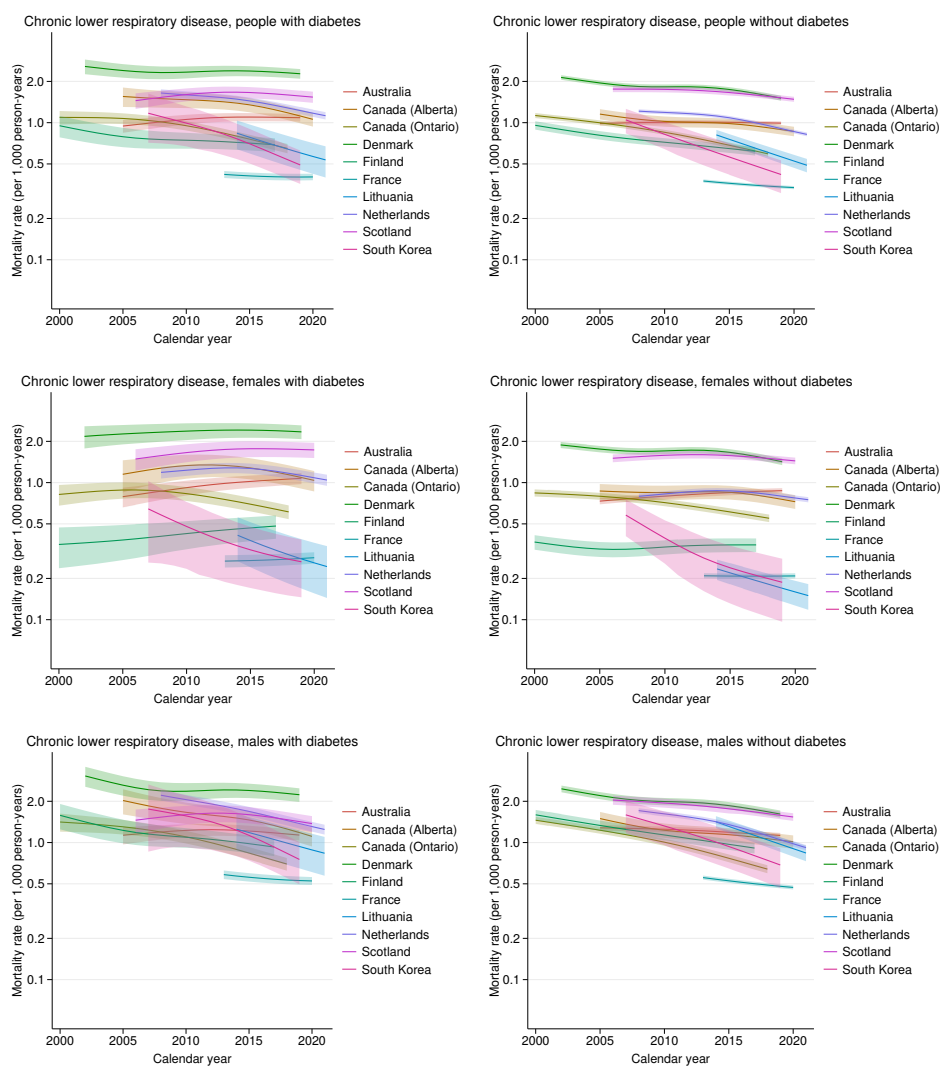 Chronic lower respiratory disease, people with diabetes
Mortality rate (per 1,000 person-years)
2.0
1.0
0.5
0.2
0.1
2000 2005 2010 2015 2020
Calendar year
Australia
Canada (Alberta)
Canada (Ontario)
Denmark
Finland
France
Lithuania
Netherlands
Scotland
South Korea
Chronic lower respiratory disease, people without diabetes
Mortality rate (per 1,000 person-years)
2.0
1.0
0.5
0.2
0.1
2000 2005 2010 2015 2020
Calendar year
Australia
Canada (Alberta)
Canada (Ontario)
Denmark
Finland
France
Lithuania
Netherlands
Scotland
South Korea
Chronic lower respiratory disease, females with diabetes
Mortality rate (per 1,000 person-years)
2.0
1.0
0.5
0.2
0.1
2000 2005 2010 2015 2020
Calendar year
Australia
Canada (Alberta)
Canada (Ontario)
Denmark
Finland
France
Lithuania
Netherlands
Scotland
South Korea
Chronic lower respiratory disease, females without diabetes
Mortality rate (per 1,000 person-years)
2.0
1.0
0.5
0.2
0.1
2000 2005 2010 2015 2020
Calendar year
Australia
Canada (Alberta)
Canada (Ontario)
Denmark
Finland
France
Lithuania
Netherlands
Scotland
South Korea
Chronic lower respiratory disease, males with diabetes
Mortality rate (per 1,000 person-years)
2.0
1.0
0.5
0.2
0.1
2000 2005 2010 2015 2020
Calendar year
Australia
Canada (Alberta)
Canada (Ontario)
Denmark
Finland
France
Lithuania
Netherlands
Scotland
South Korea
Chronic lower respiratory disease, males without diabetes
Mortality rate (per 1,000 person-years)
2.0
1.0
0.5
0.2
0.1
2000 2005 2010 2015 2020
Calendar year
Australia
Canada (Alberta)
Canada (Ontario)
Denmark
Finland
France
Lithuania
Netherlands
Scotland
South Korea